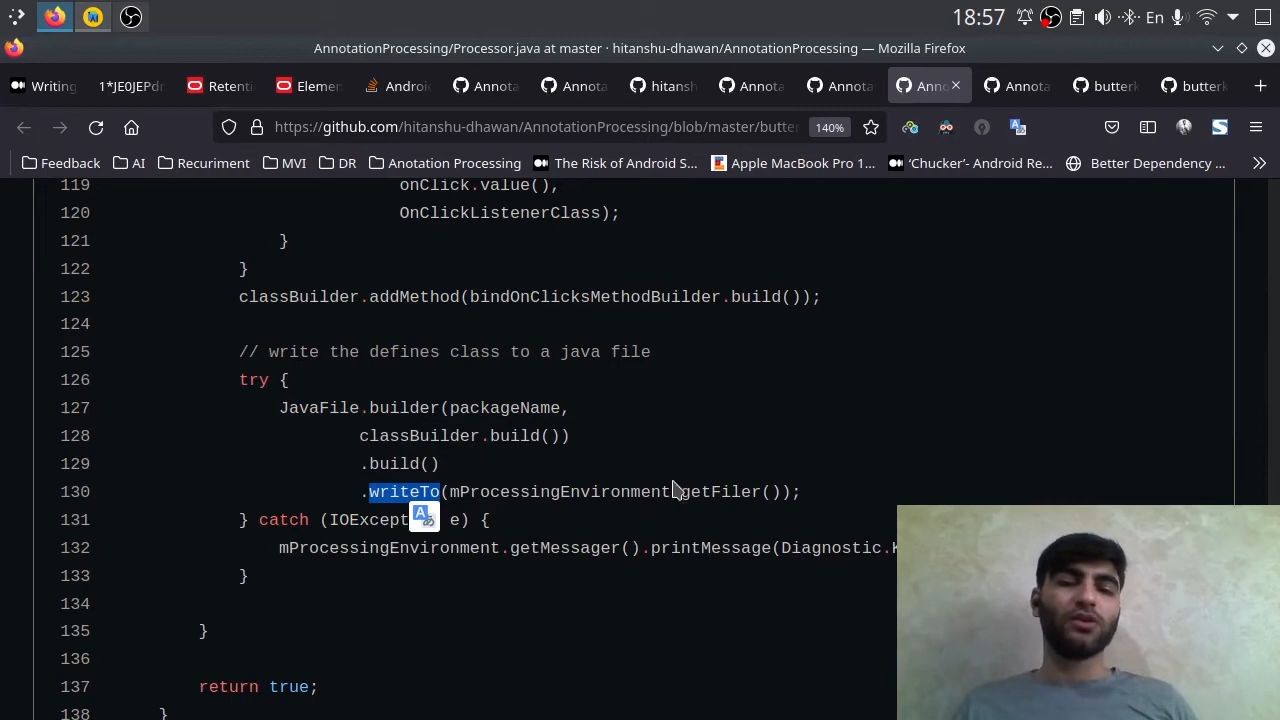 18:57 En
AnnotationProcessing/Processor.java at master · hitanshu-dhawan/AnnotationProcessing — Mozilla Firefox
Writing 1*JE0JEPdr Retenti Elemen Androi Annota Annota hitansh Annota Annota Anno Annota butterk butterk
https://github.com/hitanshu-dhawan/AnnotationProcessing/blob/master/butter 140%
Feedback AI Recruriment MVI DR Anotation Processing The Risk of Android S... Apple MacBook Pro 1... ‘Chucker’- Android Re... Better Dependency ...
119 onClick.value(),
120 OnClickListenerClass);
121 }
122 }
123 classBuilder.addMethod(bindOnClicksMethodBuilder.build());
124
125 // write the defines class to a java file
126 try {
127 JavaFile.builder(packageName,
128 classBuilder.build())
129 .build()
130 .writeTo(mProcessingEnvironment.getFiler());
131 } catch (IOExcept e) {
132 mProcessingEnvironment.getMessager().printMessage(Diagnostic.K
133 }
134
135 }
136
137 return true;
138 }